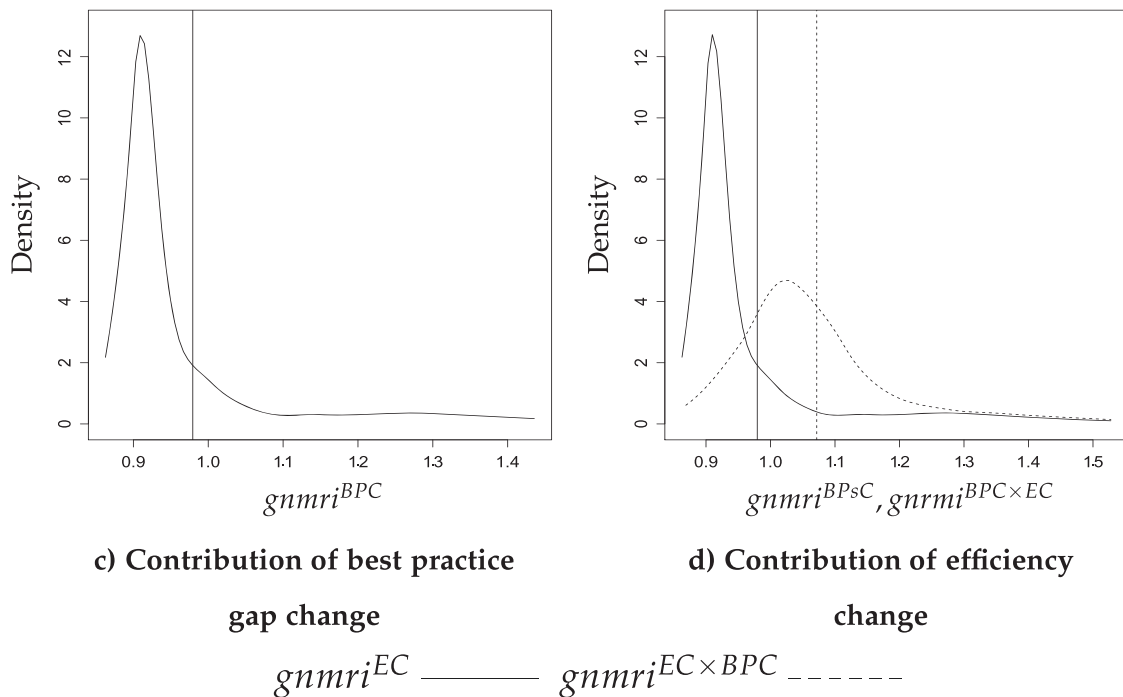 Density
12
10
8
6
4
2
0
0.9 1.0 1.1 1.2 1.3 1.4
gnmri^BPC
c) Contribution of best practice
gap change
Density
12
10
8
6
4
2
0
0.9 1.0 1.1 1.2 1.3 1.4 1.5
gnmri^BPsC, gnrmi^BPC×EC
d) Contribution of efficiency
change
gnmri^EC gnmri^EC×BPC